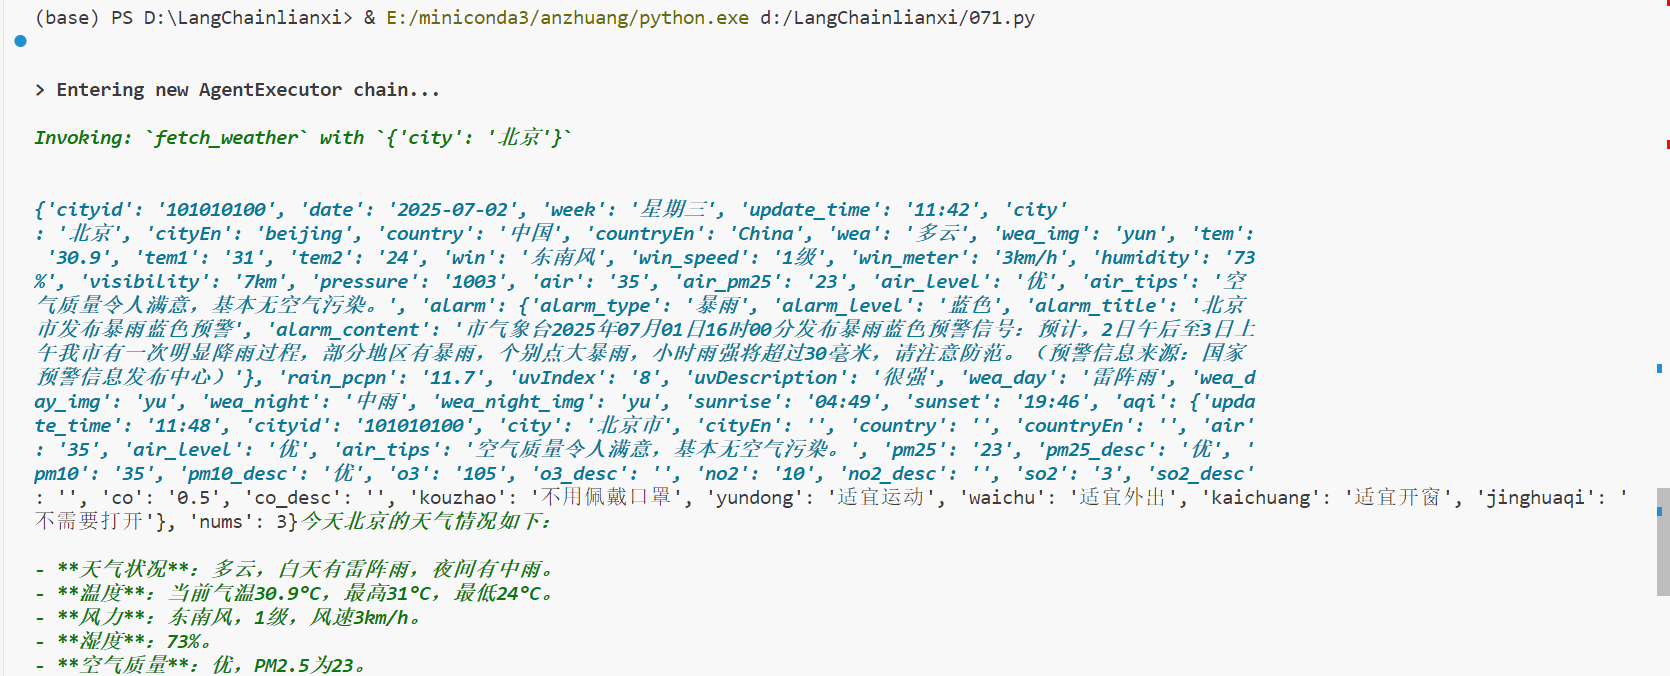 (base) PS D:\LangChainlianxi> & E:/miniconda3/anzhuang/python.exe d:/LangChainlianxi/071.py
> Entering new AgentExecutor chain...
Invoking: `fetch_weather` with `{'city': '北京'}`
{'cityid': '101010100', 'date': '2025-07-02', 'week': '星期三', 'update_time': '11:42', 'city'
: '北京', 'cityEn': 'beijing', 'country': '中国', 'countryEn': 'China', 'wea': '多云', 'wea_img': 'yun', 'tem':
'30.9', 'tem1': '31', 'tem2': '24', 'win': '东南风', 'win_speed': '1级', 'win_meter': '3km/h', 'humidity': '73
%', 'visibility': '7km', 'pressure': '1003', 'air': '35', 'air_pm25': '23', 'air_level': '优', 'air_tips': '空
气质量令人满意，基本无空气污染。', 'alarm': {'alarm_type': '暴雨', 'alarm_level': '蓝色', 'alarm_title': '北京
市发布暴雨蓝色预警', 'alarm_content': '市气象台2025年07月01日16时00分发布暴雨蓝色预警信号：预计，2日午后至3日上
午我市有一次明显降雨过程，部分地区有暴雨，个别点大暴雨，小时雨强将超过30毫米，请注意防范。（预警信息来源：国家
预警信息发布中心）'}, 'rain_pcpn': '11.7', 'uvIndex': '8', 'uvDescription': '很强', 'wea_day': '雷阵雨', 'wea_d
ay_img': 'yu', 'wea_night': '中雨', 'wea_night_img': 'yu', 'sunrise': '04:49', 'sunset': '19:46', 'aqi': {'upda
te_time': '11:48', 'cityid': '101010100', 'city': '北京市', 'cityEn': '', 'country': '', 'countryEn': '', 'air'
: '35', 'air_level': '优', 'air_tips': '空气质量令人满意，基本无空气污染。', 'pm25': '23', 'pm25_desc': '优', '
pm10': '35', 'pm10_desc': '优', 'o3': '105', 'o3_desc': '', 'no2': '10', 'no2_desc': '', 'so2': '3', 'so2_desc'
: '', 'co': '0.5', 'co_desc': '', 'kouzhao': '不用佩戴口罩', 'yundong': '适宜运动', 'waichu': '适宜外出', 'kaichuang': '适宜开窗', 'jinghuaqi': '
不需要打开'}, 'nums': 3}今天北京的天气情况如下：
- **天气状况**：多云，白天有雷阵雨，夜间有中雨。
- **温度**：当前气温30.9°C，最高31°C，最低24°C。
- **风力**：东南风，1级，风速3km/h。
- **湿度**：73%。
- **空气质量**：优，PM2.5为23。